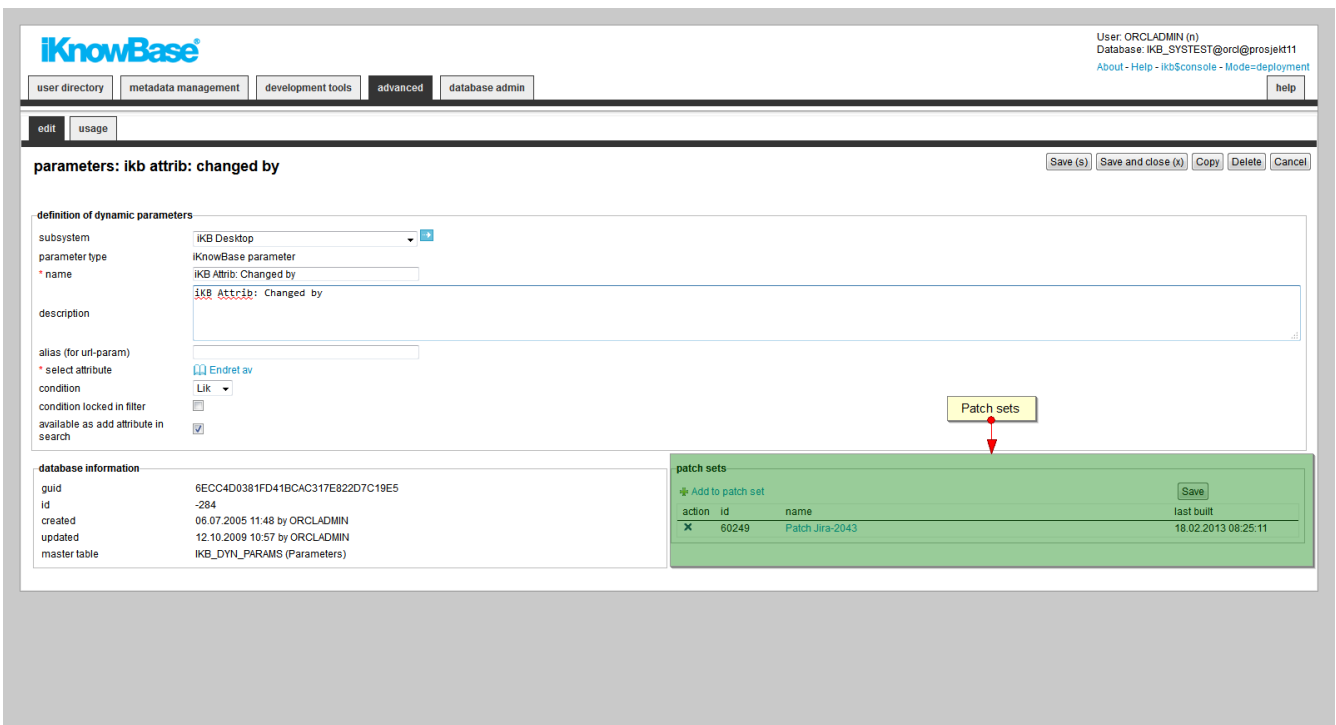 iKnowBase
User: ORCLADMIN (n)
Database: IKB_SYSTEST@orcl@prosjekt11
About - Help - ikb$console - Mode=deployment
user directory metadata management development tools advanced database admin help
edit usage
parameters: ikb attrib: changed by
Save (s) Save and close (x) Copy Delete Cancel
definition of dynamic parameters
subsystem iKB Desktop
parameter type iKnowBase parameter
* name iKB Attrib: Changed by
description iKB Attrib: Changed by
alias (for url-param)
* select attribute Endret av
condition Lik
condition locked in filter
available as add attribute in
search
Patch sets
database information
guid 6ECC4D0381FD41BCAC317E822D7C19E5
id -284
created 06.07.2005 11:48 by ORCLADMIN
updated 12.10.2009 10:57 by ORCLADMIN
master table IKB_DYN_PARAMS (Parameters)
patch sets
Add to patch set Save
action id name last built
60249 Patch Jira-2043 18.02.2013 08:25:11